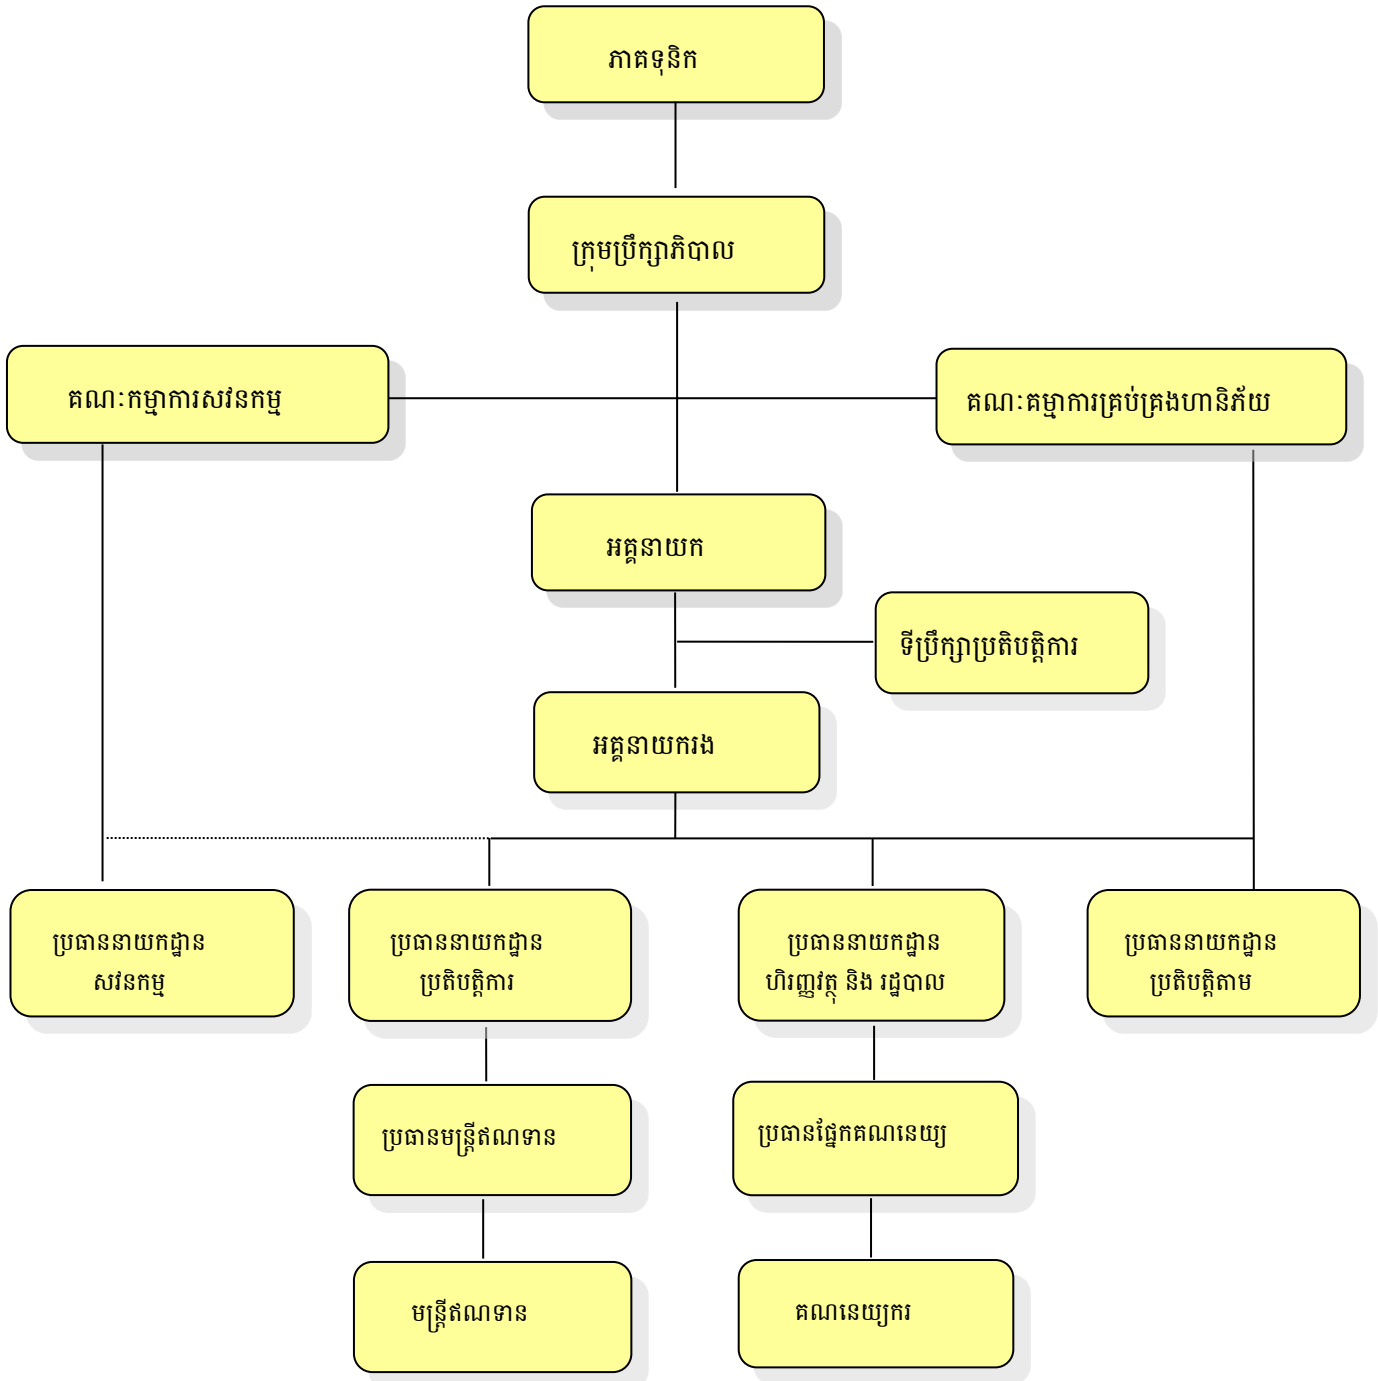 ភាគទុនិក
ក្រុមប្រឹក្សាភិបាល
គណៈកម្មាការសវនកម្ម
គណៈគម្មាការគ្រប់គ្រងហានិភ័យ
អគ្គនាយក
ទីប្រឹក្សាប្រតិបត្តិការ
អគ្គនាយករង
ប្រធាននាយកដ្ឋាន
សវនកម្ម
ប្រធាននាយកដ្ឋាន
ប្រតិបត្តិការ
ប្រធាននាយកដ្ឋាន
ហិរញ្ញវត្ថុ និង រដ្ឋបាល
ប្រធាននាយកដ្ឋាន
ប្រតិបត្តិតាម
ប្រធានមន្ត្រីឥណទាន
ប្រធានផ្នែកគណនេយ្យ
មន្ត្រីឥណទាន
គណនេយ្យករ